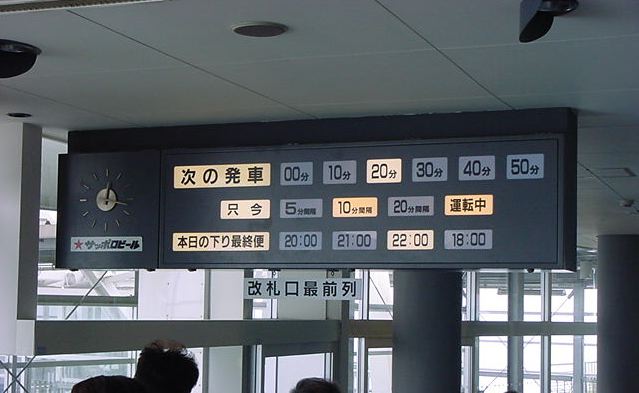 次の発車 00分 10分 20分 30分 40分 50分
只今 5分間隔 10分間隔 20分間隔 運転中
本日の下り最終便 20:00 21:00 22:00 18:00
★サッポロビール
改札口最前列